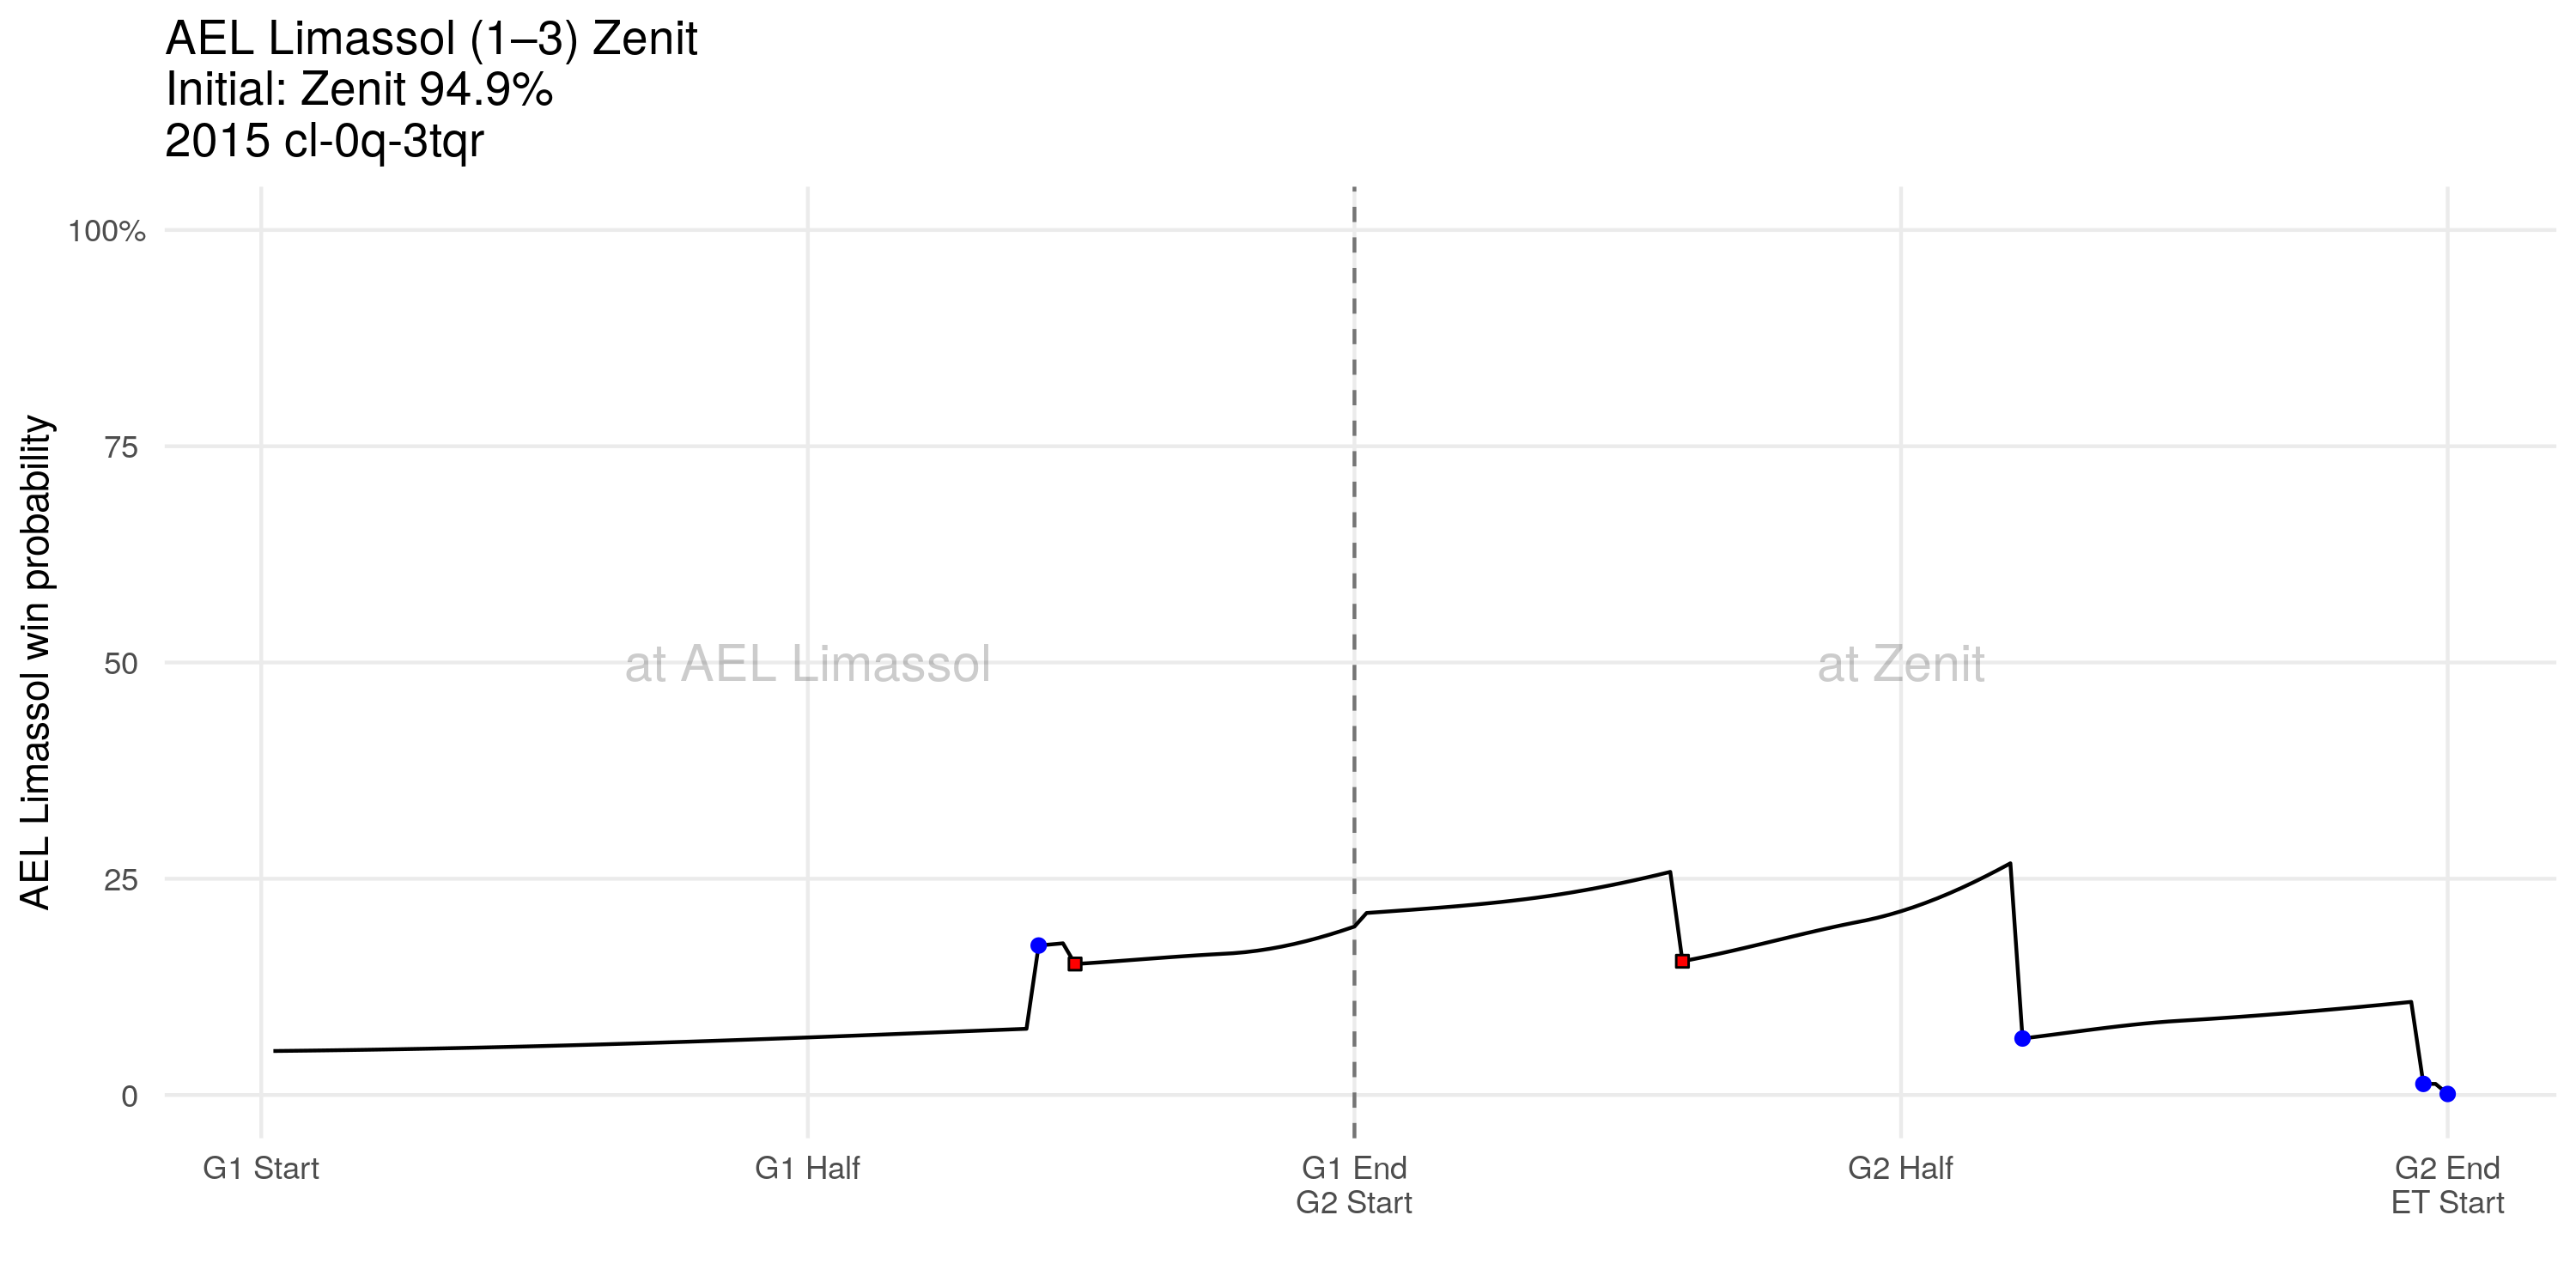 AEL Limassol (1–3) Zenit
Initial: Zenit 94.9%
2015 cl-0q-3tqr
AEL Limassol win probability
100%
75
50
25
0
at AEL Limassol
at Zenit
G1 Start
G1 Half
G1 End
G2 Start
G2 Half
G2 End
ET Start